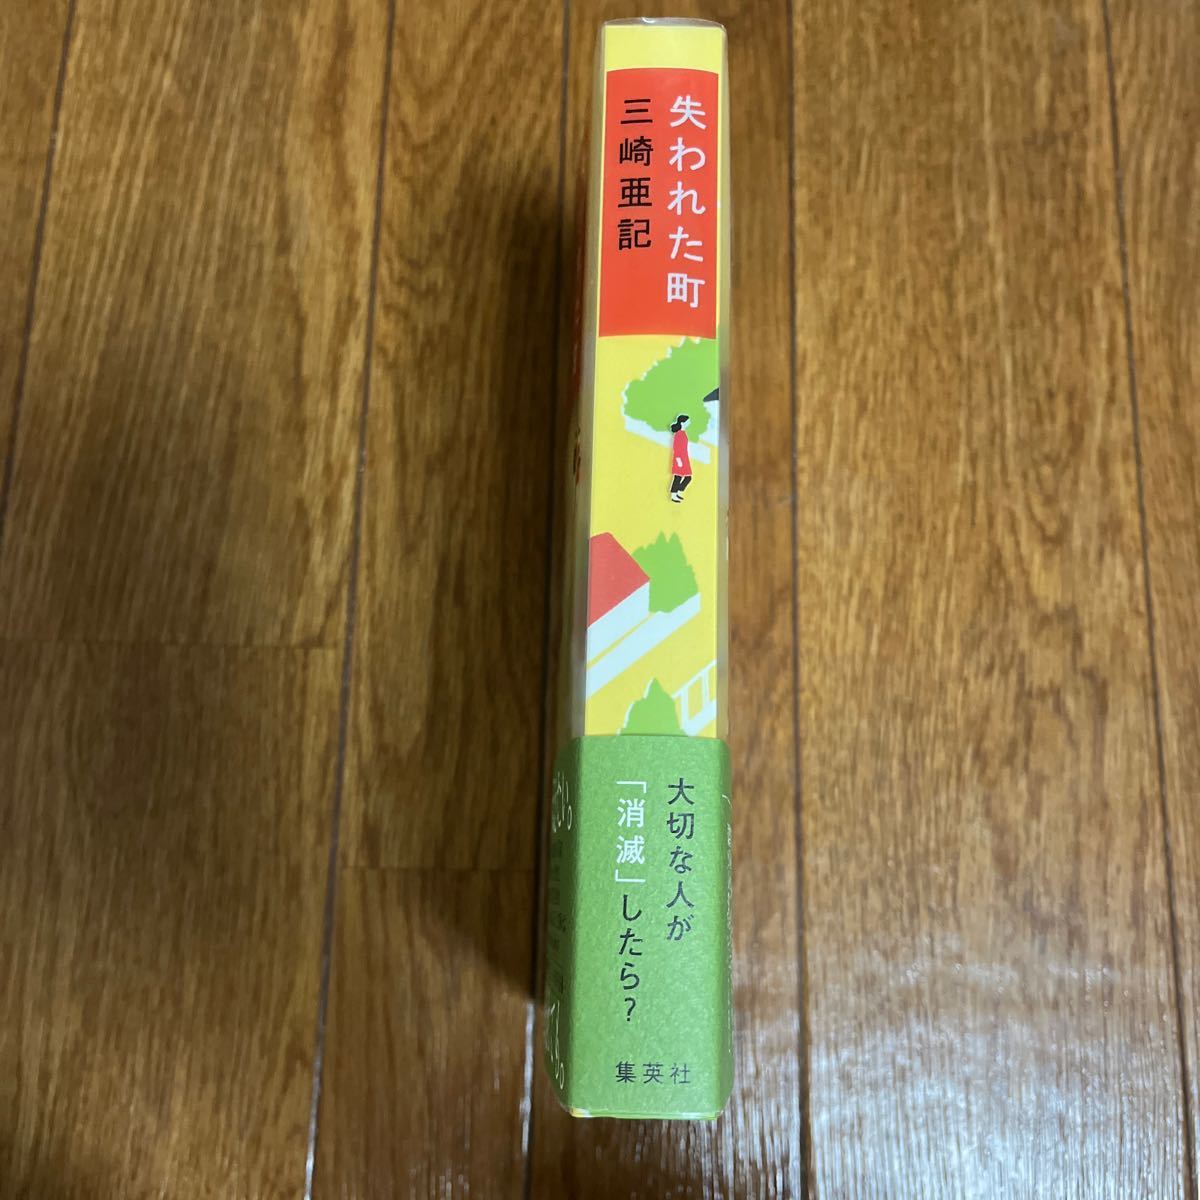 失われた町
三崎亜記
大切な人が
「消滅」したら?
集英社